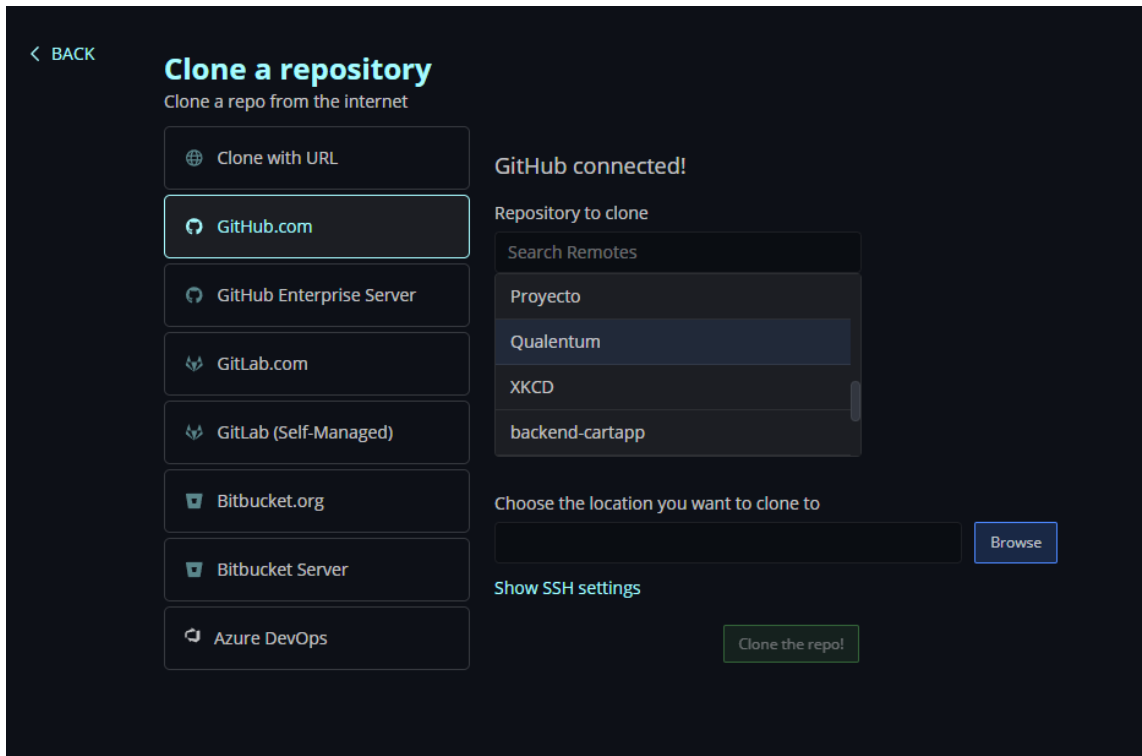 BACK
Clone a repository
Clone a repo from the internet
Clone with URL
GitHub.com
GitHub Enterprise Server
GitLab.com
GitLab (Self-Managed)
Bitbucket.org
Bitbucket Server
Azure DevOps
GitHub connected!
Repository to clone
Search Remotes
Proyecto
Qualentum
XKCD
backend-cartapp
Choose the location you want to clone to
Browse
Show SSH settings
Clone the repo!